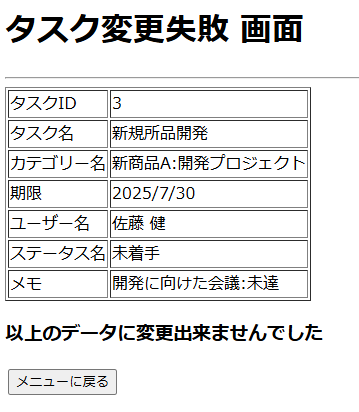 タスク変更失敗 画面
タスクID 3
タスク名 新規所品開発
カテゴリー名 新商品A:開発プロジェクト
期限 2025/7/30
ユーザー名 佐藤 健
ステータス名 未着手
メモ 開発に向けた会議:未達
以上のデータに変更出来ませんでした
メニューに戻る